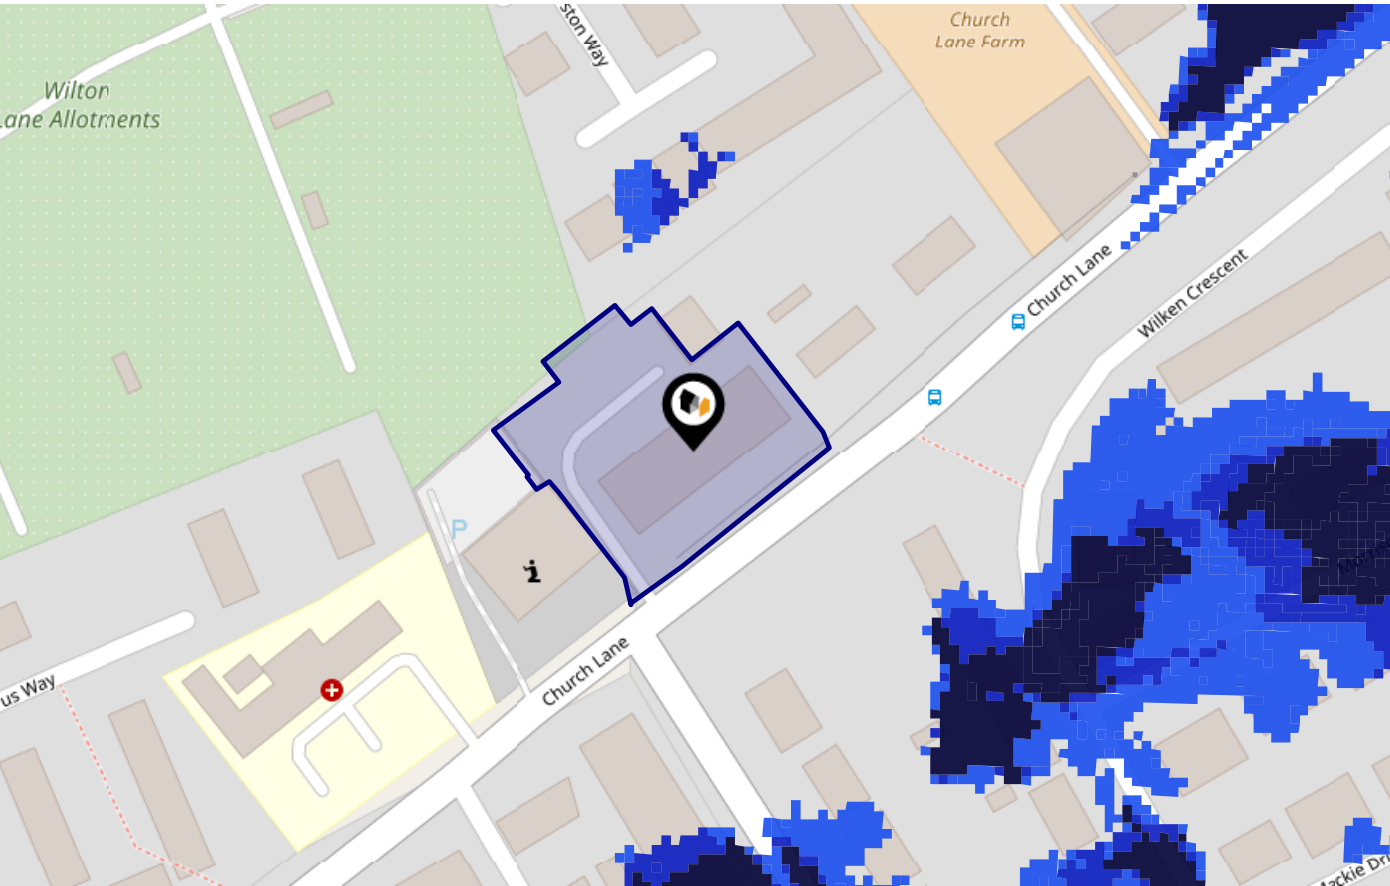 ston Way
Church
Lane Farm
Wilton
Lane Allotments
Church Lane
Wilken Crescent
P
i
us Way
Church Lane